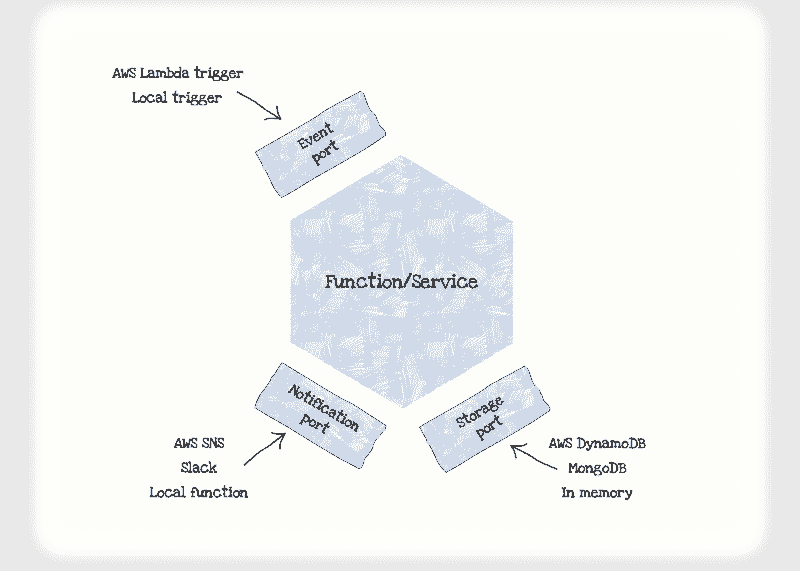 AWS Lambda trigger
Local trigger
Event
port
Function/Service
Notification
port
Storage
port
AWS SNS
Slack
Local function
AWS DynamoDB
MongoDB
In memory